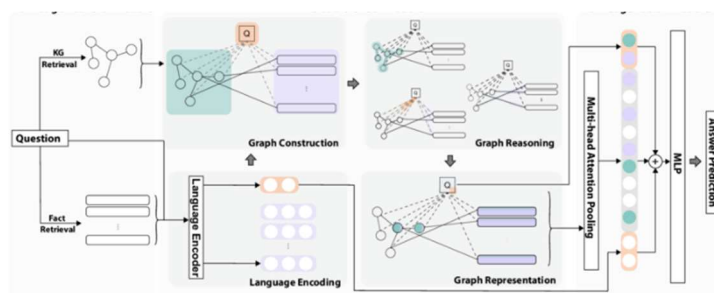 KG
Retrieval
Q
Graph Construction
Q
Q
Q
Graph Reasoning
Question
Fact
Retrieval
Language Encoder
Language Encoding
Q
Graph Representation
Multi-head Attention Pooling
+
MLP
Answer Prediction